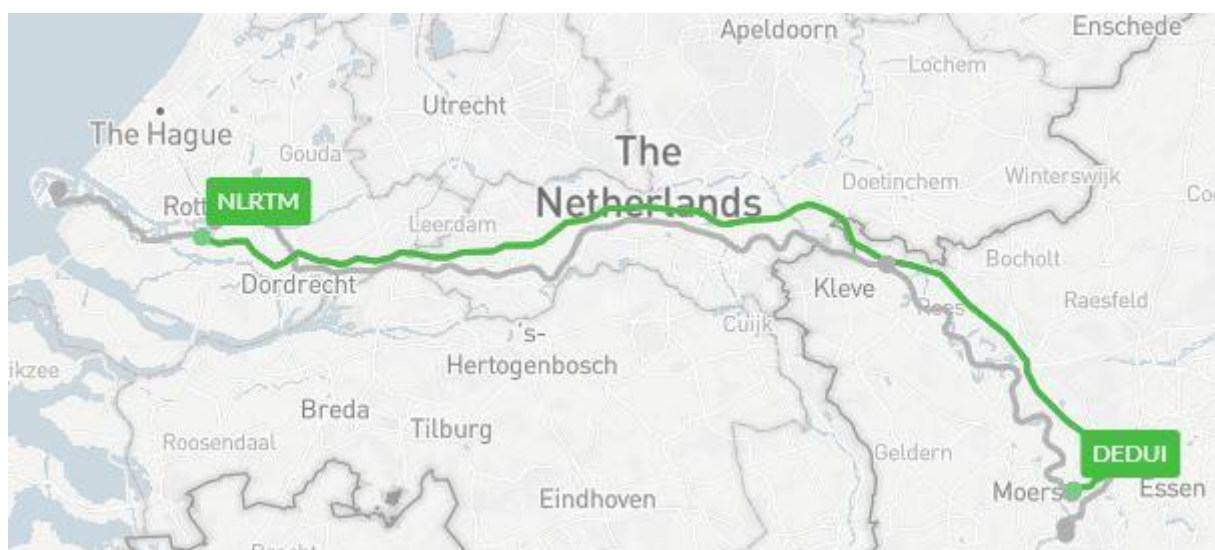 Apeldoorn
Enschede
Lochem
Utrecht
The Hague
Gouda
The
Netherlands
Doetinchem
Winterswijk
NLRTM
Leerdam
Dordrecht
Kleve
Bocholt
Raesfeld
Cuijk
's-
Hertogenbosch
Breda
Tilburg
Roosendaal
Geldern
DEDUI
Moers
Essen
Eindhoven